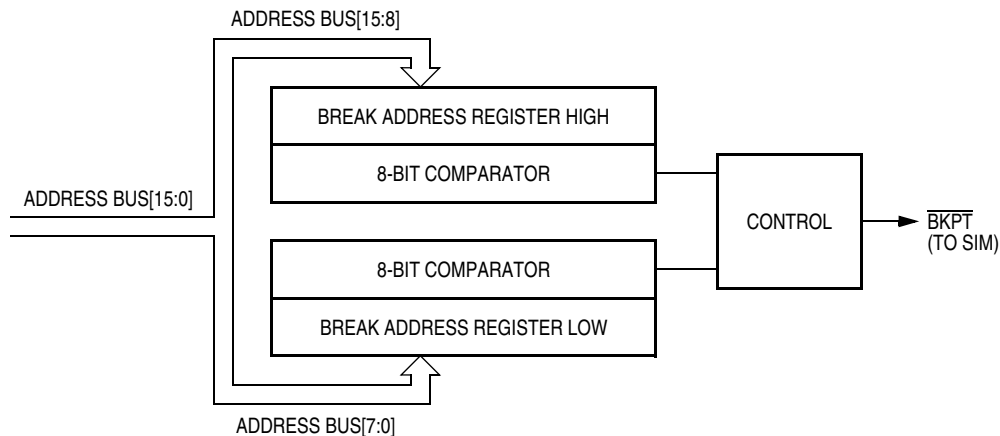 ADDRESS BUS[15:8]
BREAK ADDRESS REGISTER HIGH
8-BIT COMPARATOR
ADDRESS BUS[15:0]
CONTROL
BKPT
(TO SIM)
8-BIT COMPARATOR
BREAK ADDRESS REGISTER LOW
ADDRESS BUS[7:0]